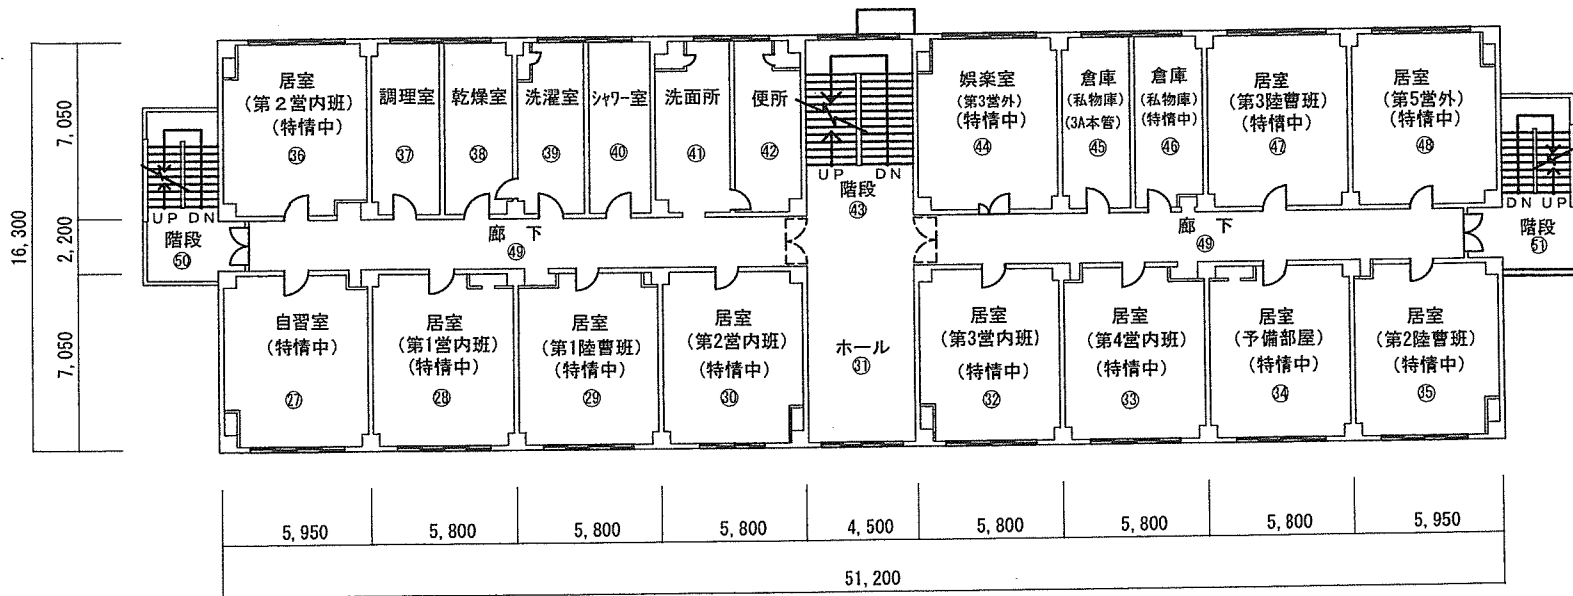 居室
(第2営内班)
(特情中)
㊱
調理室
㊲
乾燥室
㊳
洗濯室
㊴
シャワー室
㊵
洗面所
㊶
便所
㊷
UP DN
階段
㊸
娯楽室
(第3営外)
(特情中)
㊹
倉庫
(私物庫)
(3A本管)
㊺
倉庫
(私物庫)
(特情中)
㊻
居室
(第3陸曹班)
(特情中)
㊼
居室
(第5営外)
(特情中)
㊽
UP DN
階段
㊿
廊 下
㊾
廊 下
㊾
DN UP
階段
51
自習室
(特情中)
㉗
居室
(第1営内班)
(特情中)
㉘
居室
(第1陸曹班)
(特情中)
㉙
居室
(第2営内班)
(特情中)
㉚
ホール
㉛
居室
(第3営内班)
(特情中)
㉜
居室
(第4営内班)
(特情中)
㉝
居室
(予備部屋)
(特情中)
㉞
居室
(第2陸曹班)
(特情中)
㉟
16,300
7,050
2,200
7,050
5,950
5,800
5,800
5,800
4,500
5,800
5,800
5,800
5,950
51,200